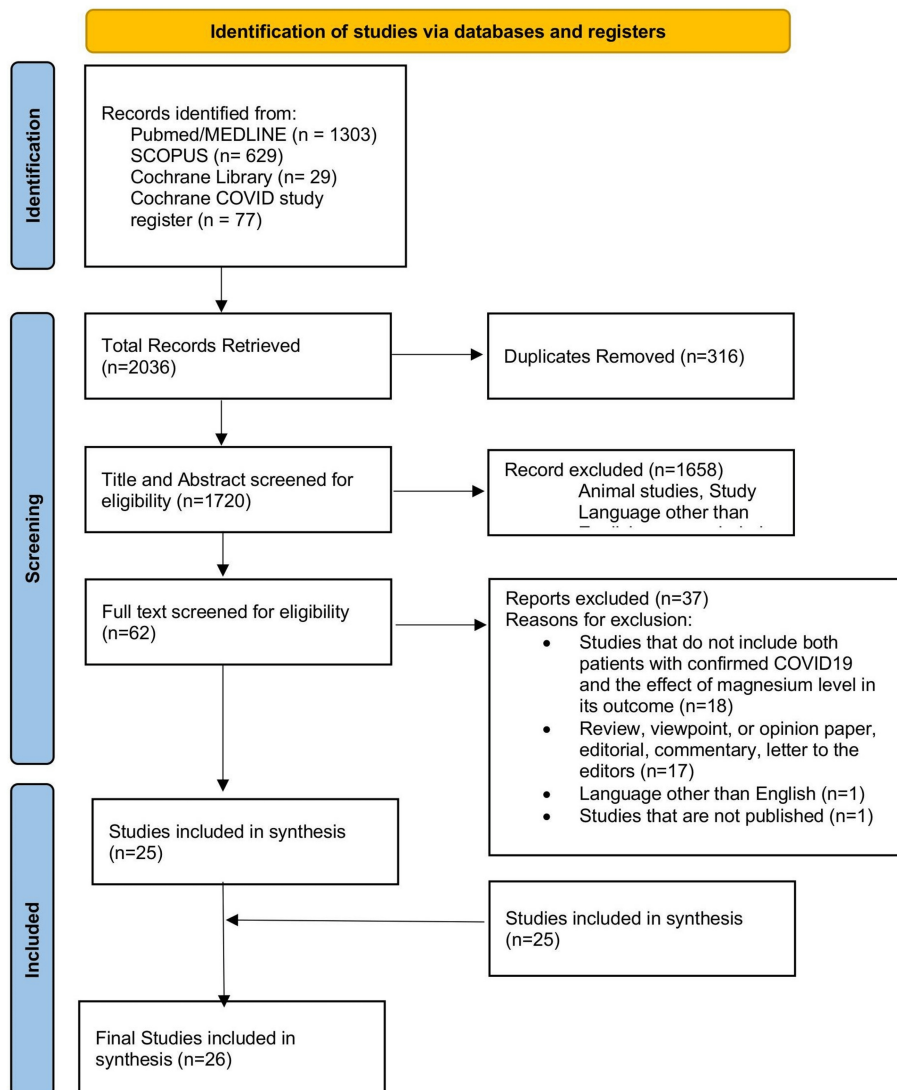 Identification of studies via databases and registers
Identification
Records identified from:
Pubmed/MEDLINE (n = 1303)
SCOPUS (n= 629)
Cochrane Library (n= 29)
Cochrane COVID study
register (n = 77)
Screening
Total Records Retrieved
(n=2036)
Duplicates Removed (n=316)
Title and Abstract screened for
eligibility (n=1720)
Record excluded (n=1658)
Animal studies, Study
Language other than
Full text screened for eligibility
(n=62)
Reports excluded (n=37)
Reasons for exclusion:
• Studies that do not include both
patients with confirmed COVID19
and the effect of magnesium level in
its outcome (n=18)
• Review, viewpoint, or opinion paper,
editorial, commentary, letter to the
editors (n=17)
• Language other than English (n=1)
• Studies that are not published (n=1)
Included
Studies included in synthesis
(n=25)
Studies included in synthesis
(n=25)
Final Studies included in
synthesis (n=26)